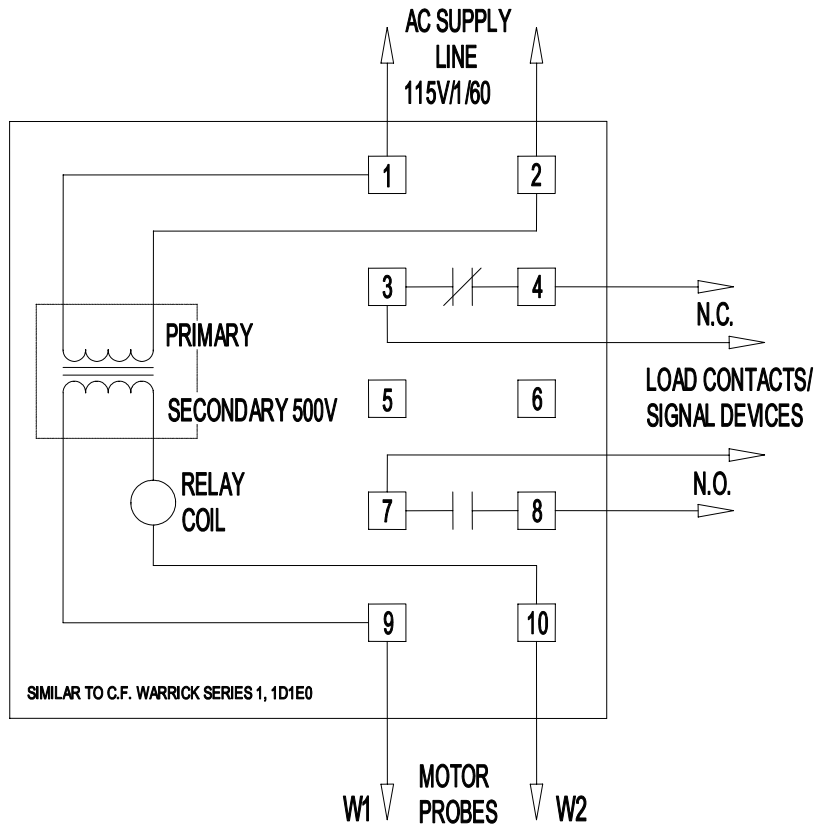 AC SUPPLY
LINE
115V/1/60
1
2
3
4
N.C.
PRIMARY
LOAD CONTACTS/
SIGNAL DEVICES
5
6
SECONDARY 500V
RELAY
COIL
7
8
N.O.
9
10
SIMILAR TO C.F. WARRICK SERIES 1, 1D1E0
W1
MOTOR
PROBES
W2